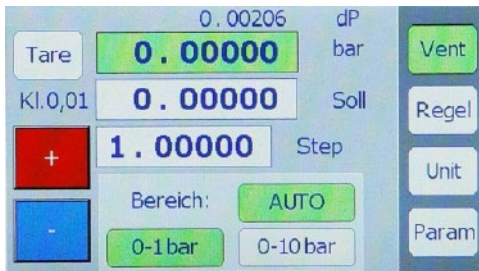 0.00206 dP
Tare 0.00000 bar Vent
Kl.0,01 0.00000 Soll Regel
+ 1.00000 Step
Unit
Bereich: AUTO
- 0-1bar 0-10bar Param